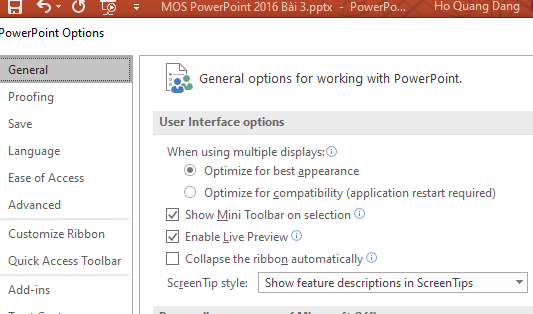 MOS PowerPoint 2016 Bài 3.pptx - PowerPo... Ho Quang Dang
PowerPoint Options
General
Proofing
Save
Language
Ease of Access
Advanced
Customize Ribbon
Quick Access Toolbar
Add-ins
General options for working with PowerPoint.
User Interface options
When using multiple displays:
Optimize for best appearance
Optimize for compatibility (application restart required)
Show Mini Toolbar on selection
Enable Live Preview
Collapse the ribbon automatically
ScreenTip style: Show feature descriptions in ScreenTips